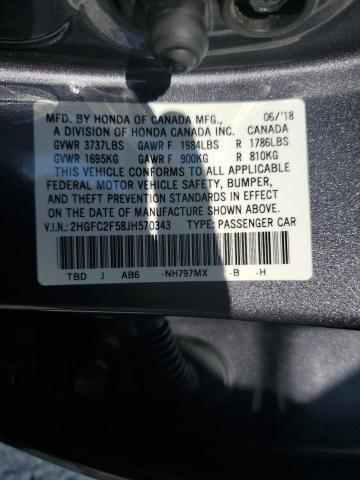 MFD. BY HONDA OF CANADA MFG., 06/'18
A DIVISION OF HONDA CANADA INC. CANADA
GVWR 3737LBS GAWR F 1984LBS R 1786LBS
GVWR 1695KG GAWR F 900KG R 810KG
THIS VEHICLE CONFORMS TO ALL APPLICABLE
FEDERAL MOTOR VEHICLE SAFETY, BUMPER,
AND THEFT PREVENTION STANDARDS IN EFFECT
ON THE DATE OF MANUFACTURE SHOWN ABOVE.
V.I.N.: 2HGFC2F58JH570343 TYPE: PASSENGER CAR
TBD J AB6 -NH797MX -B -H